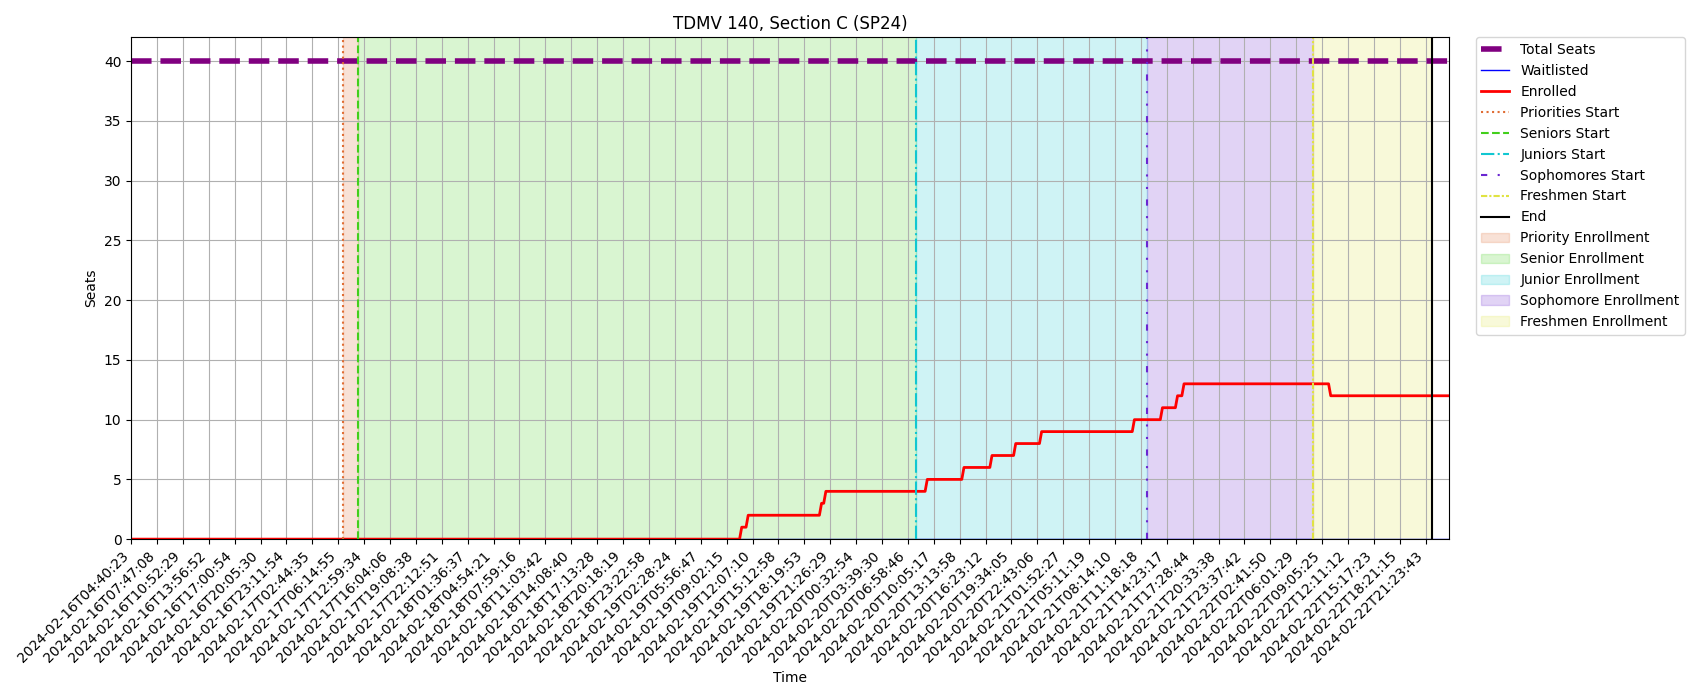 TDMV 140, Section C (SP24)
Seats
40
35
30
25
20
15
10
5
0
2024-02-16T04:40:23
2024-02-16T07:47:08
2024-02-16T10:52:29
2024-02-16T13:56:52
2024-02-16T17:00:54
2024-02-16T20:05:30
2024-02-16T23:11:54
2024-02-17T02:44:35
2024-02-17T06:14:55
2024-02-17T12:59:34
2024-02-17T16:04:06
2024-02-17T19:08:38
2024-02-17T22:12:51
2024-02-18T01:36:37
2024-02-18T04:54:21
2024-02-18T07:59:16
2024-02-18T11:03:42
2024-02-18T14:08:40
2024-02-18T17:13:28
2024-02-18T20:18:19
2024-02-18T23:22:58
2024-02-19T02:28:24
2024-02-19T05:56:47
2024-02-19T09:02:15
2024-02-19T12:07:10
2024-02-19T15:12:58
2024-02-19T18:19:53
2024-02-19T21:26:29
2024-02-20T00:32:54
2024-02-20T03:39:30
2024-02-20T06:58:46
2024-02-20T10:05:17
2024-02-20T13:13:58
2024-02-20T16:23:12
2024-02-20T19:34:05
2024-02-20T22:43:06
2024-02-21T01:52:27
2024-02-21T05:11:19
2024-02-21T08:14:10
2024-02-21T11:18:18
2024-02-21T14:23:17
2024-02-21T17:28:44
2024-02-21T20:33:38
2024-02-21T23:37:42
2024-02-22T02:41:50
2024-02-22T06:01:29
2024-02-22T09:05:25
2024-02-22T12:11:12
2024-02-22T15:17:23
2024-02-22T18:21:15
2024-02-22T21:23:43
Time
Total Seats
Waitlisted
Enrolled
Priorities Start
Seniors Start
Juniors Start
Sophomores Start
Freshmen Start
End
Priority Enrollment
Senior Enrollment
Junior Enrollment
Sophomore Enrollment
Freshmen Enrollment